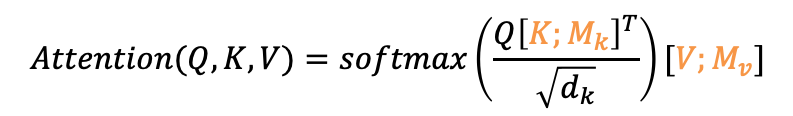 Attention(Q, K, V) = softmax(Q[K; M_k]^T / √d_k) [V; M_v]